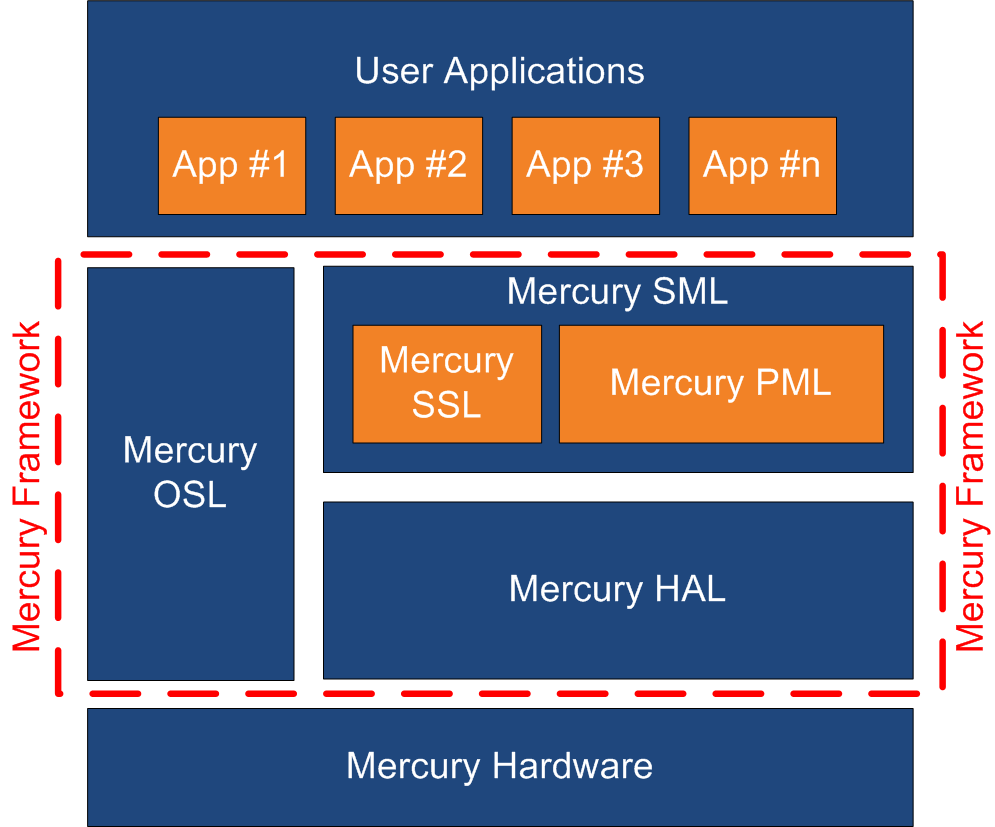 User Applications
App #1
App #2
App #3
App #n
Mercury Framework
Mercury
OSL
Mercury SML
Mercury
SSL
Mercury PML
Mercury HAL
Mercury Framework
Mercury Hardware